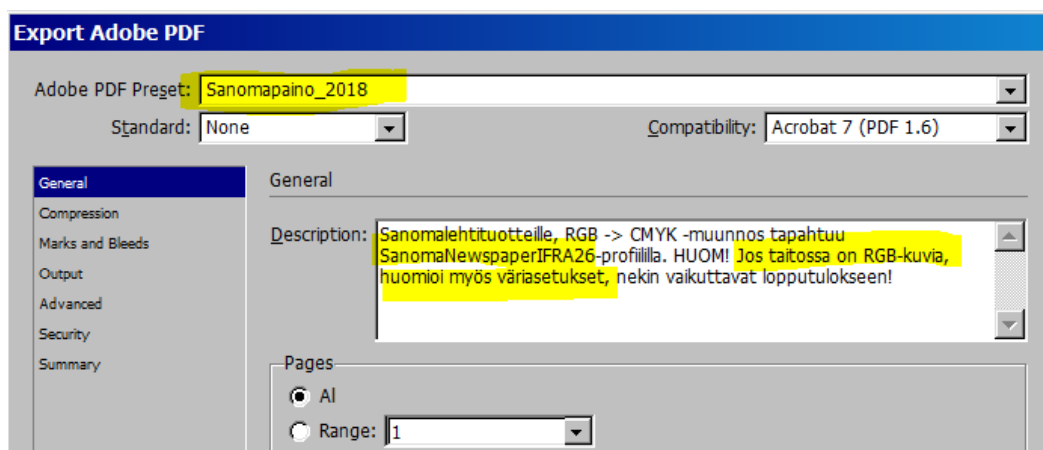 Export Adobe PDF
Adobe PDF Preset: Sanomapaino_2018
Standard: None Compatibility: Acrobat 7 (PDF 1.6)
General General
Compression
Description: Sanomalehtituotteille, RGB -> CMYK -muunnos tapahtuu
Marks and Bleeds SanomaNewspaperIFRA26-profiililla. HUOM! Jos taitossa on RGB-kuvia,
Output huomioi myös väriasetukset, nekin vaikuttavat lopputulokseen!
Advanced
Security
Summary Pages
Al
Range: 1